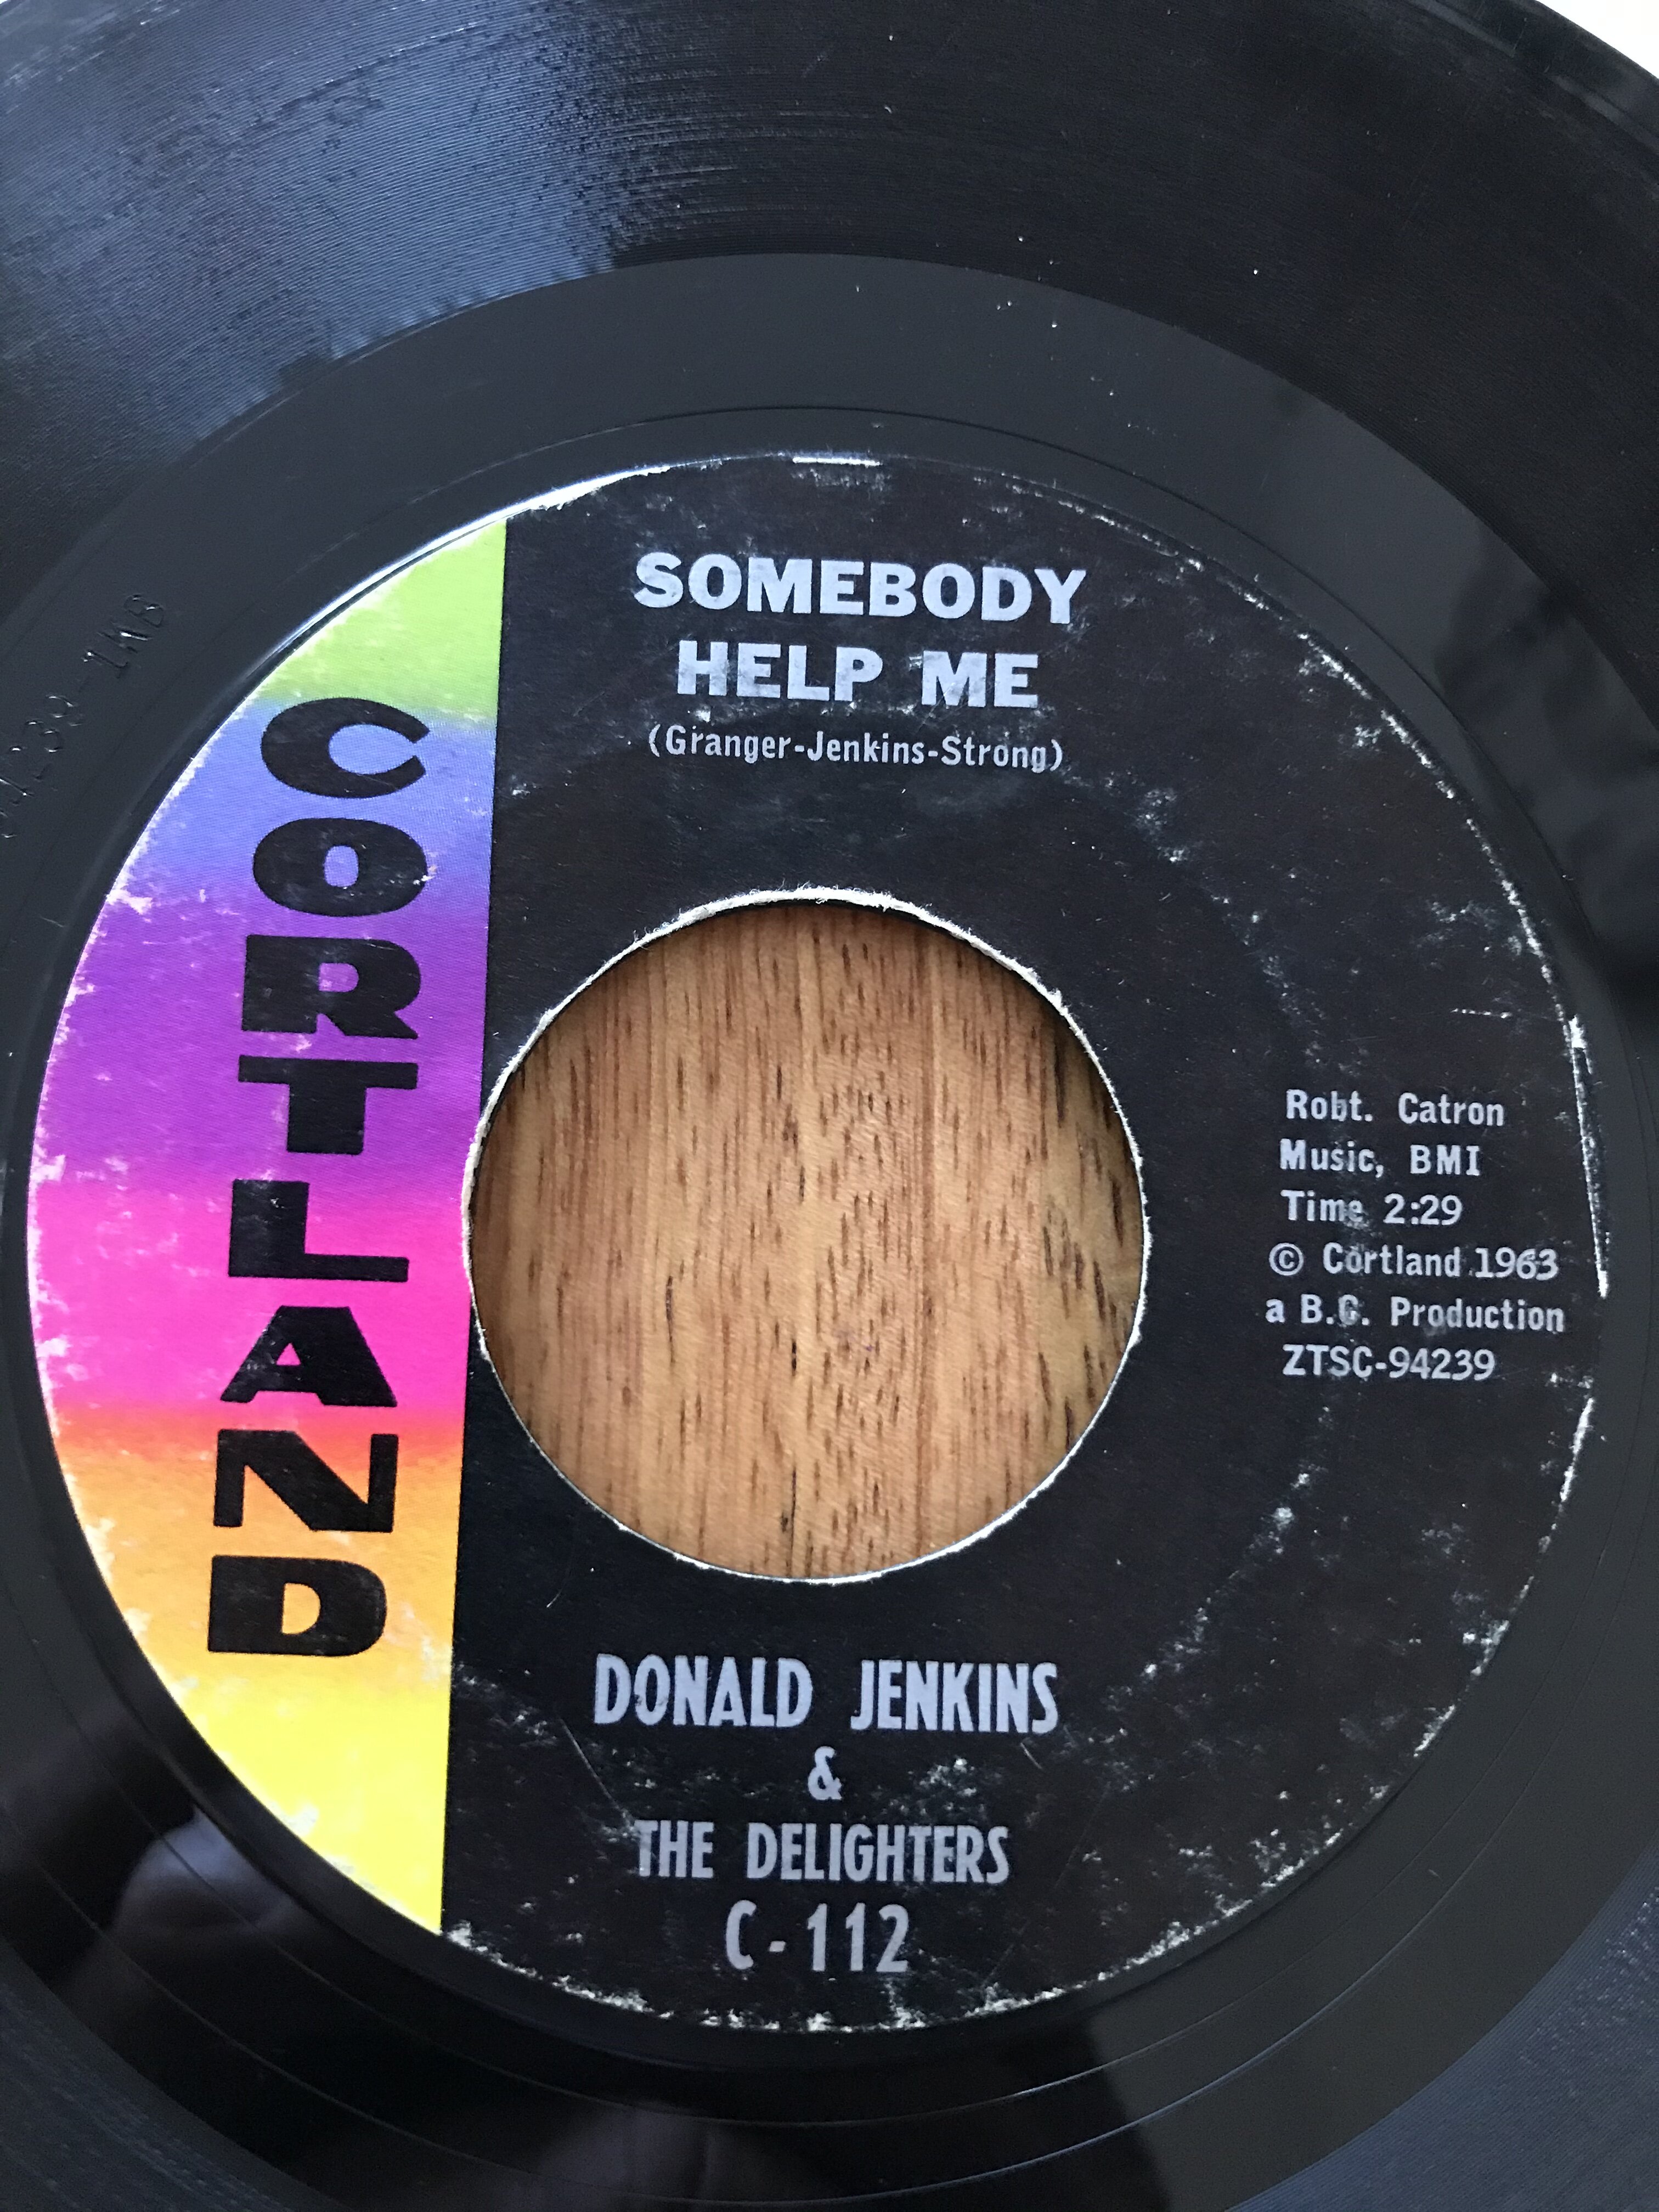 SOMEBODY
HELP ME
(Granger-Jenkins-Strong)
CORTLAND
Robt. Catron
Music, BMI
Time 2:29
© Cortland 1963
a B.C. Production
ZTSC-94239
DONALD JENKINS
&
THE DELIGHTERS
C-112